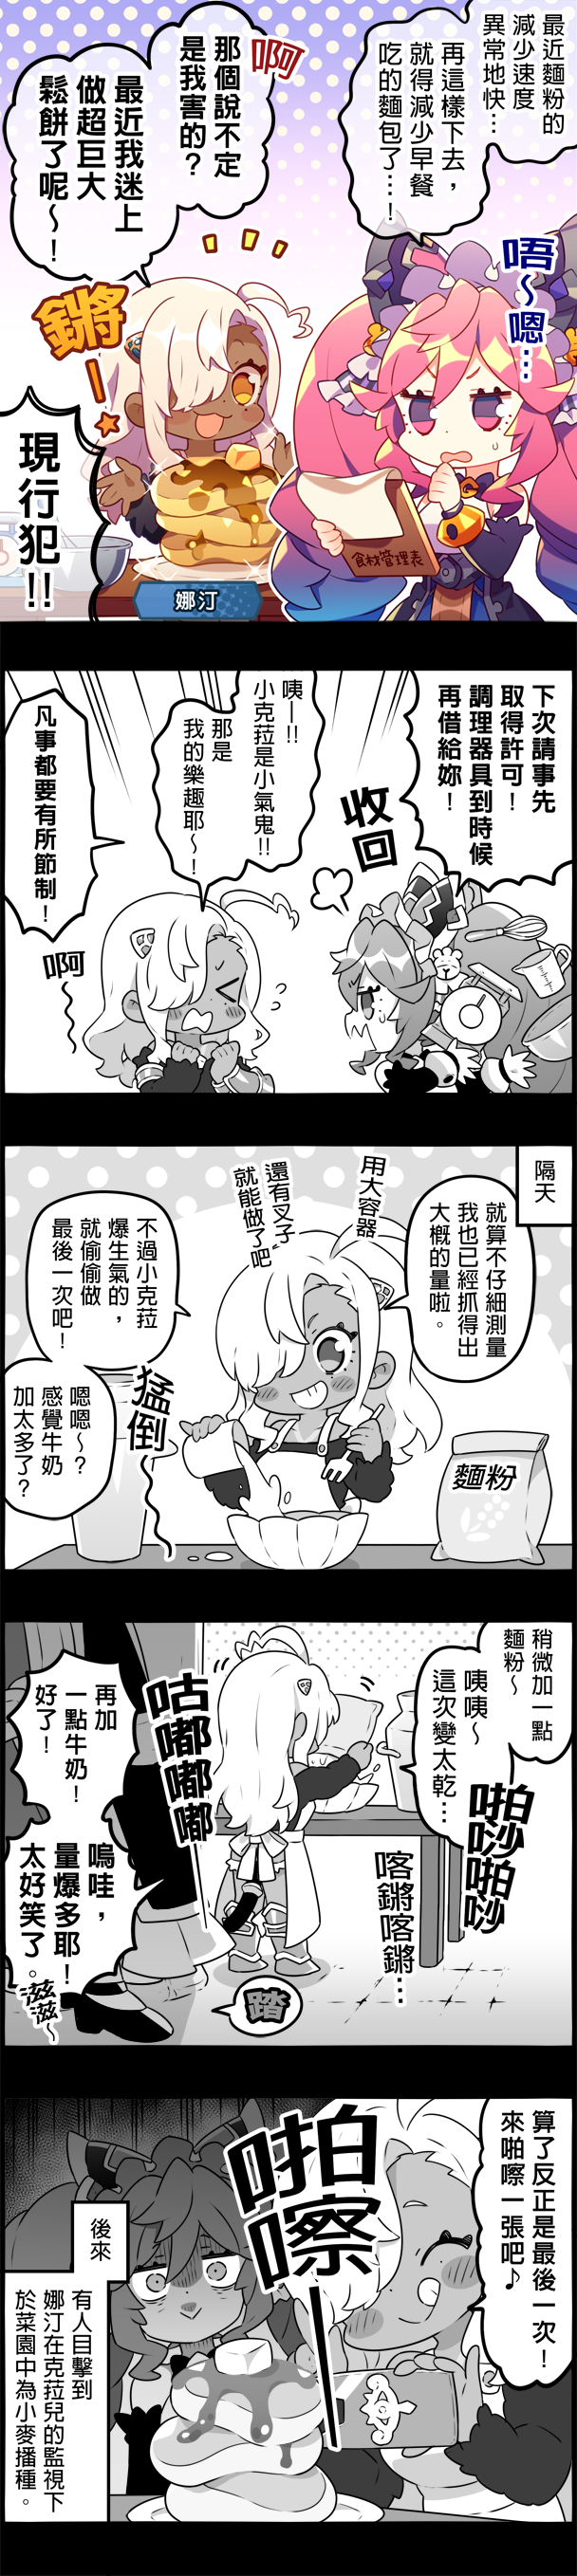 最近麵粉的
減少速度
異常地快…
再這樣下去，
就得減少早餐
吃的麵包了…！
唔～嗯…
啊
那個說不定
是我害的？
最近我迷上
做超巨大
鬆餅了呢～！
鏘—
現行犯!!
食材管理表
娜汀
下次請事先
取得許可！
調理器具到時候
再借給妳！
收回
咦—!!
小克菈是小氣鬼!!
那是
我的樂趣耶～！
凡事都要有所節制！
啊～
隔天
就算不仔細測量
我也已經抓得出
大概的量啦。
用大容器
還有叉子
就能做了吧
不過小克菈
爆生氣的，
就偷偷做
最後一次吧！
猛倒～
嗯嗯～？
感覺牛奶
加太多了？
麵粉
稍微加一點
麵粉～
咦咦～
這次變太乾…
啪吵啪吵
喀鏘喀鏘…
咕嘟嘟嘟
再加
一點牛奶！
好了！
嗚哇，
量爆多耶！
太好笑了。
滋滋～
踏
算了反正是最後一次！
來啪嚓一張吧♪
啪嚓—
後來
有人目擊到
娜汀在克菈兒的監視下
於菜園中為小麥播種。